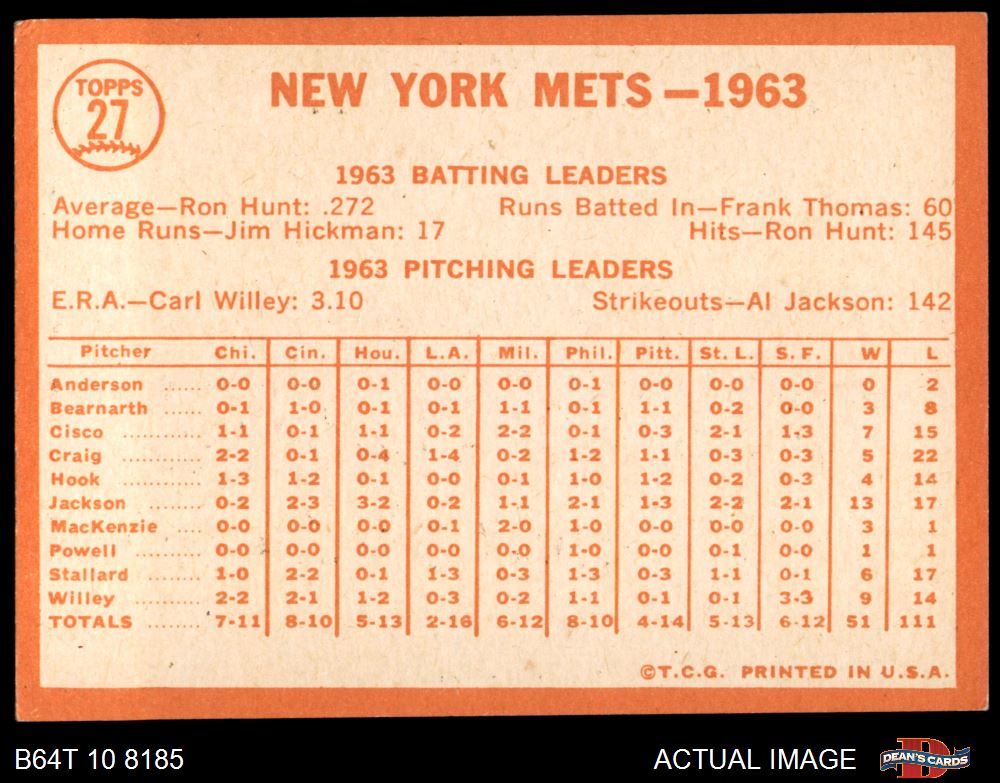 TOPPS
27
NEW YORK METS—1963
1963 BATTING LEADERS
Average—Ron Hunt: .272 Runs Batted In—Frank Thomas: 60
Home Runs—Jim Hickman: 17 Hits—Ron Hunt: 145
1963 PITCHING LEADERS
E.R.A.—Carl Willey: 3.10 Strikeouts—Al Jackson: 142
Pitcher Chi. Cin. Hou. L.A. Mil. Phil. Pitt. St. L. S. F. W L
Anderson ...... 0-0 0-0 0-1 0-0 0-0 0-1 0-0 0-0 0-0 0 2
Bearnarth ...... 0-1 1-0 0-1 0-1 1-1 0-1 1-1 0-2 0-0 3 8
Cisco ............ 1-1 0-1 1-1 0-2 2-2 0-1 0-3 2-1 1-3 7 15
Craig ............ 2-2 0-1 0-4 1-4 0-2 1-2 1-1 0-3 0-3 5 22
Hook ............ 1-3 1-2 0-1 0-0 0-1 1-0 1-2 0-2 0-3 4 14
Jackson ......... 0-2 2-3 3-2 0-2 1-1 2-1 1-3 2-2 2-1 13 17
MacKenzie .... 0-0 0-0 0-0 0-1 2-0 1-0 0-0 0-0 0-0 3 1
Powell .......... 0-0 0-0 0-0 0-0 0-0 1-0 0-0 0-1 0-0 1 1
Stallard ........ 1-0 2-2 0-1 1-3 0-3 1-3 0-3 1-1 0-1 6 17
Willey .......... 2-2 2-1 1-2 0-3 0-2 1-1 0-1 0-1 3-3 9 14
TOTALS ........ 7-11 8-10 5-13 2-16 6-12 8-10 4-14 5-13 6-12 51 111
©T.C.G. PRINTED IN U.S.A.
B64T 10 8185 ACTUAL IMAGE DEAN'S CARDS